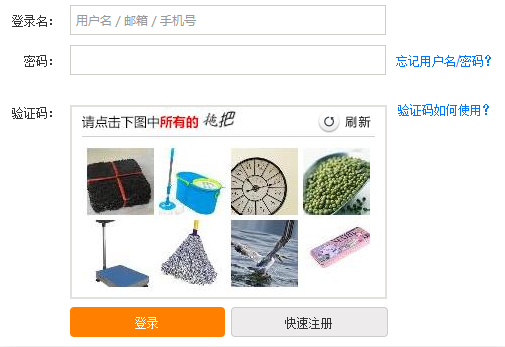 登录名： 用户名 / 邮箱 / 手机号
密码： 忘记用户名/密码？
验证码： 验证码如何使用？
请点击下图中所有的 拖把 刷新
登录 快速注册